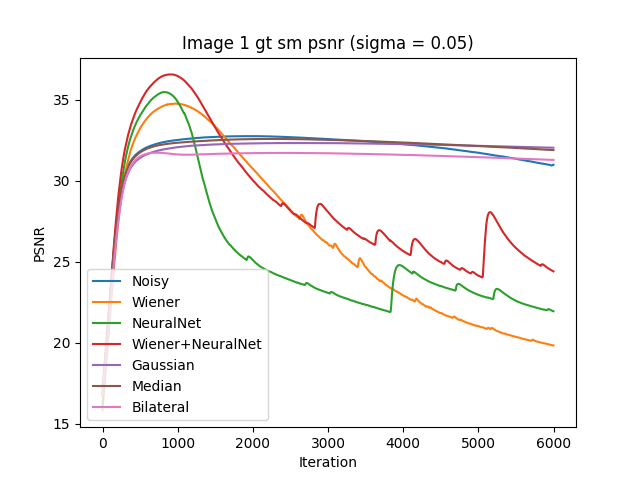 Image 1 gt sm psnr (sigma = 0.05)
PSNR
35
30
25
20
15
Noisy
Wiener
NeuralNet
Wiener+NeuralNet
Gaussian
Median
Bilateral
0 1000 2000 3000 4000 5000 6000
Iteration